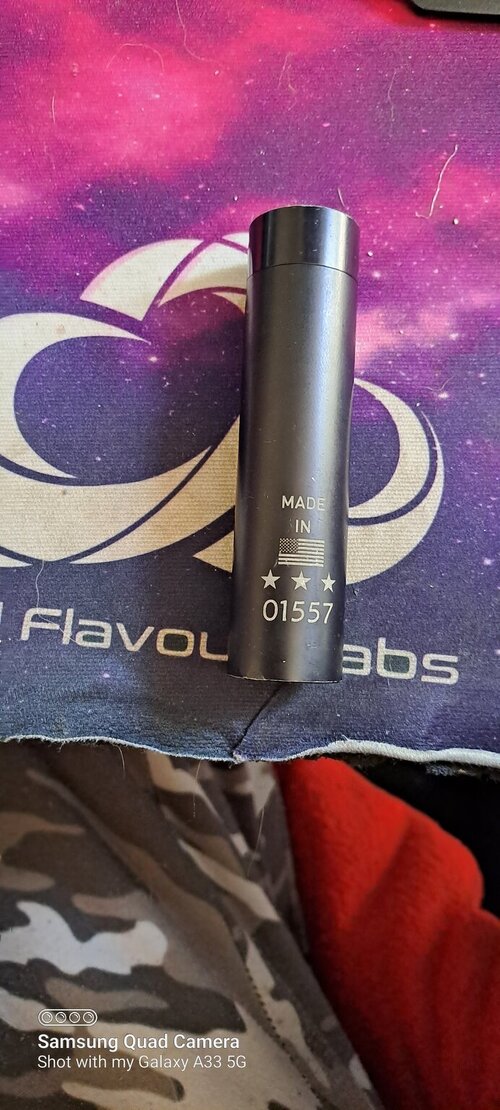 MADE
IN
01557
Flavou abs
Samsung Quad Camera
Shot with my Galaxy A33 5G